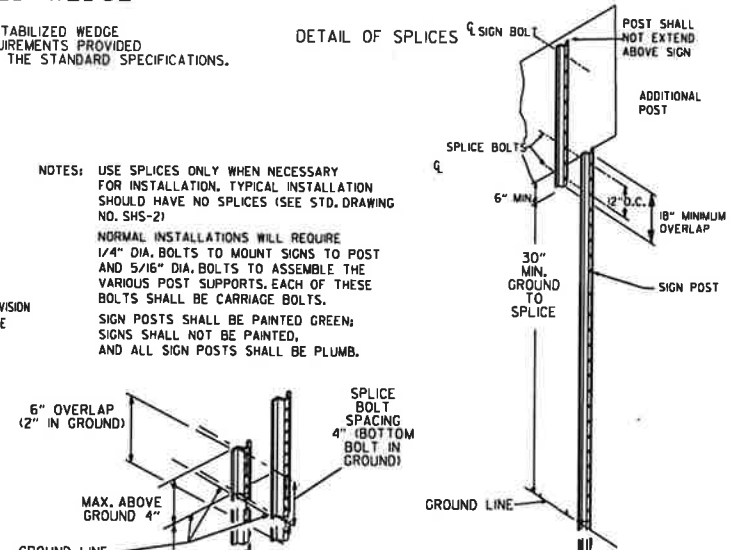 TABILIZED WEDGE
UIREMENTS PROVIDED
THE STANDARD SPECIFICATIONS.
DETAIL OF SPLICES
℄ SIGN BOLT
POST SHALL
NOT EXTEND
ABOVE SIGN
ADDITIONAL
POST
SPLICE BOLTS
℄
6" MIN.
12" O.C.
18" MINIMUM
OVERLAP
30"
MIN.
GROUND
TO
SPLICE
SIGN POST
GROUND LINE
NOTES: USE SPLICES ONLY WHEN NECESSARY
FOR INSTALLATION. TYPICAL INSTALLATION
SHOULD HAVE NO SPLICES (SEE STD. DRAWING
NO. SHS-2)
NORMAL INSTALLATIONS WILL REQUIRE
1/4" DIA. BOLTS TO MOUNT SIGNS TO POST
AND 5/16" DIA. BOLTS TO ASSEMBLE THE
VARIOUS POST SUPPORTS. EACH OF THESE
BOLTS SHALL BE CARRIAGE BOLTS.
SIGN POSTS SHALL BE PAINTED GREEN;
SIGNS SHALL NOT BE PAINTED,
AND ALL SIGN POSTS SHALL BE PLUMB.
VISION
E
6" OVERLAP
(2" IN GROUND)
SPLICE
BOLT
SPACING
4" (BOTTOM
BOLT IN
GROUND)
MAX. ABOVE
GROUND 4"
GROUND LINE